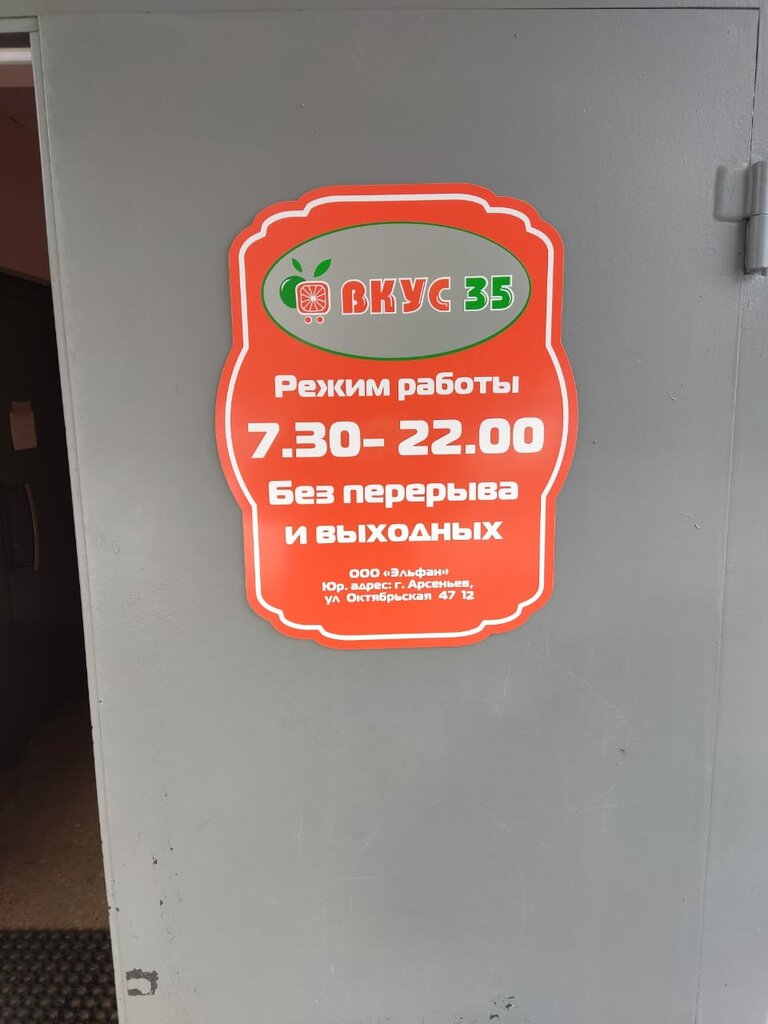 ВКУС 35
Режим работы
7.30- 22.00
Без перерыва
и выходных
ООО «Эльфан»
Юр. адрес: г. Арсеньев,
ул Октябрьская 47 12